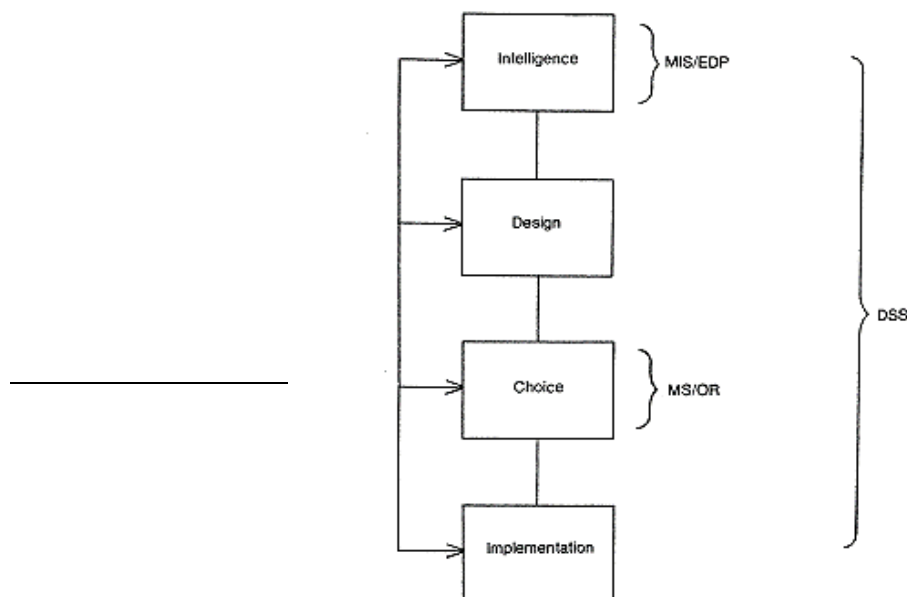 Intelligence
MIS/EDP
Design
DSS
Choice
MS/OR
Implementation